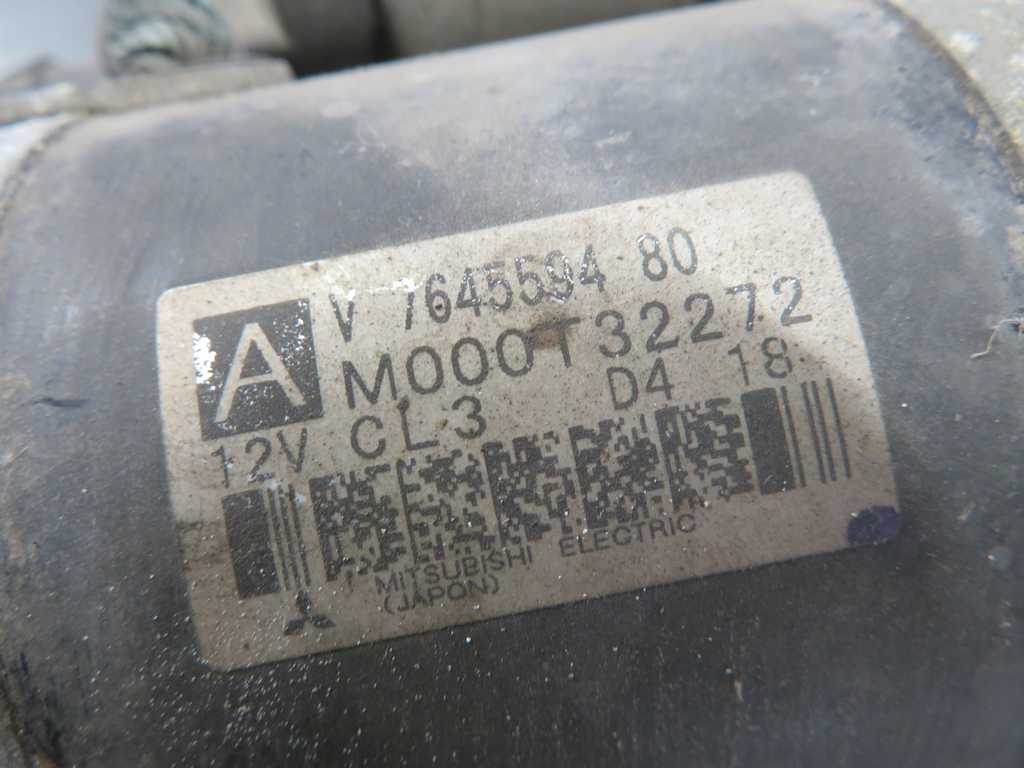 A
V 7645594 80
M000T32272
12V CL3 D4 18
MITSUBISHI ELECTRIC
(JAPON)